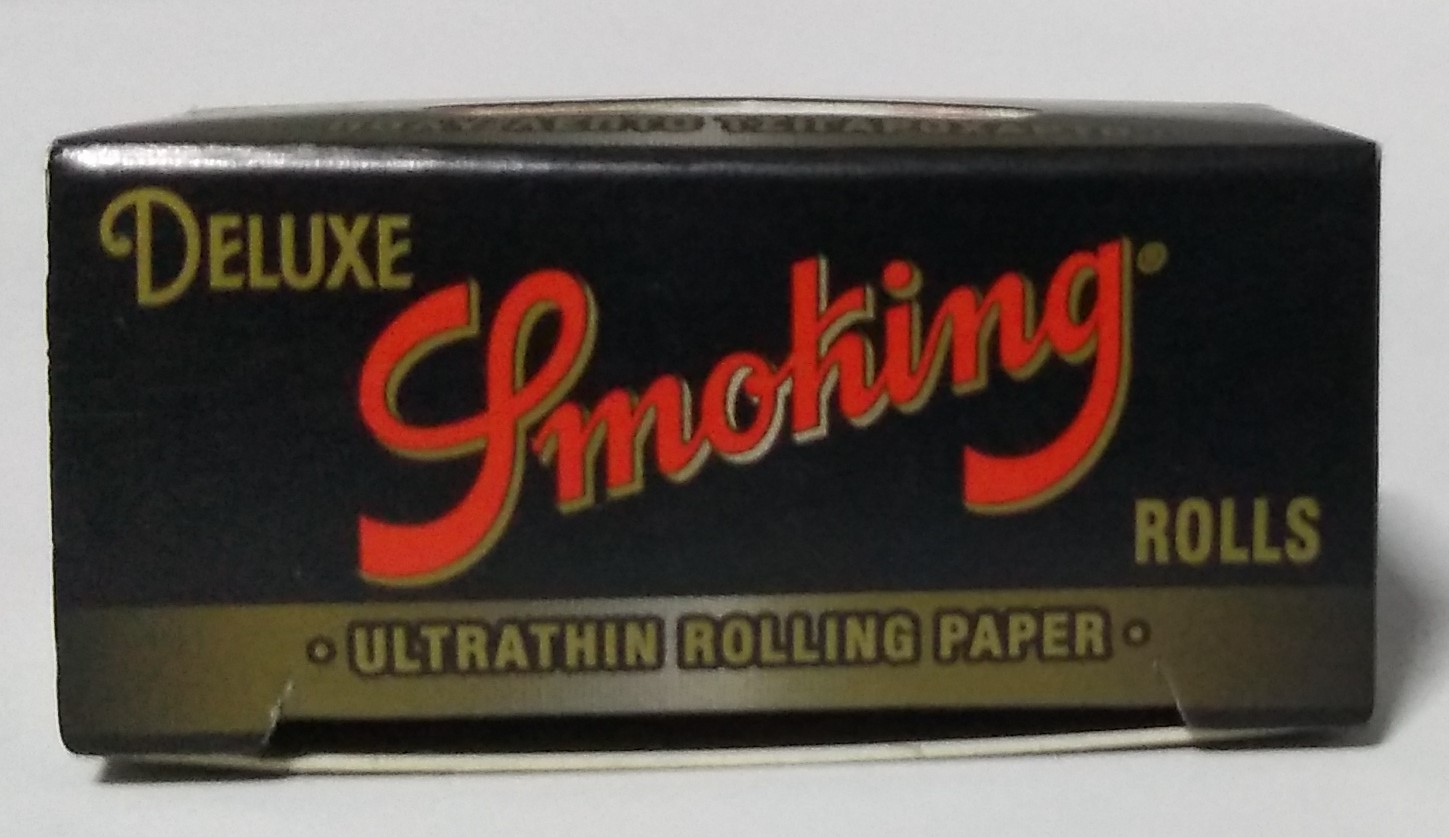 DELUXE
Smoking®
ROLLS
• ULTRATHIN ROLLING PAPER •